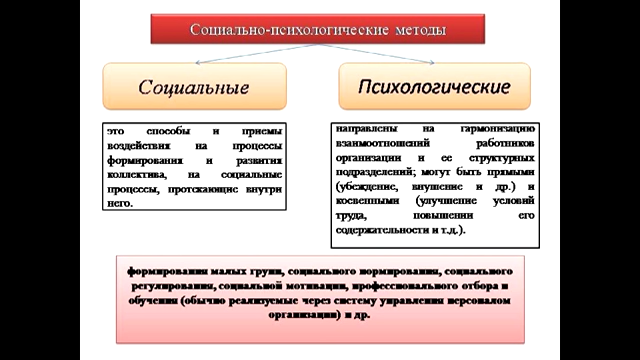 Социально-психологические методы
Социальные
Психологические
это способы и приемы
воздействия на процессы
формирования и развития
коллектива, на социальные
процессы, протекающие внутри
него.
направлены на гармонизацию
взаимоотношений работников
организации и ее структурных
подразделений; могут быть прямыми
(убеждение, внушение и др.) и
косвенными (улучшение условий
труда, повышении его
содержательности и т.д.).
формирования малых групп, социального нормирования, социального
регулирования, социальной мотивации, профессионального отбора и
обучения (обычно реализуемые через систему управления персоналом
организации) и др.